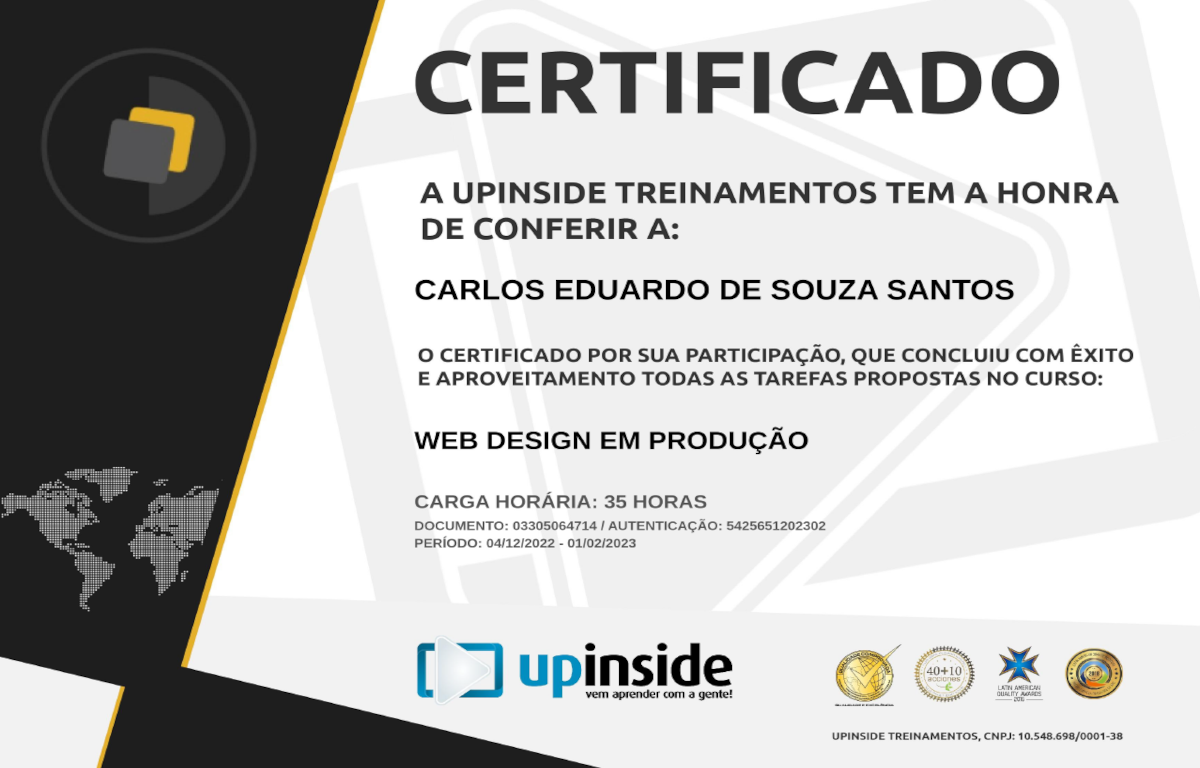 CERTIFICADO
A UPINSIDE TREINAMENTOS TEM A HONRA
DE CONFERIR A:
CARLOS EDUARDO DE SOUZA SANTOS
O CERTIFICADO POR SUA PARTICIPAÇÃO, QUE CONCLUIU COM ÊXITO
E APROVEITAMENTO TODAS AS TAREFAS PROPOSTAS NO CURSO:
WEB DESIGN EM PRODUÇÃO
CARGA HORÁRIA: 35 HORAS
DOCUMENTO: 03305064714 / AUTENTICAÇÃO: 5425651202302
PERÍODO: 04/12/2022 - 01/02/2023
upinside
vem aprender com a gente!
40+10
acciones
LATIN AMERICAN
QUALITY AWARDS
UPINSIDE TREINAMENTOS, CNPJ: 10.548.698/0001-38